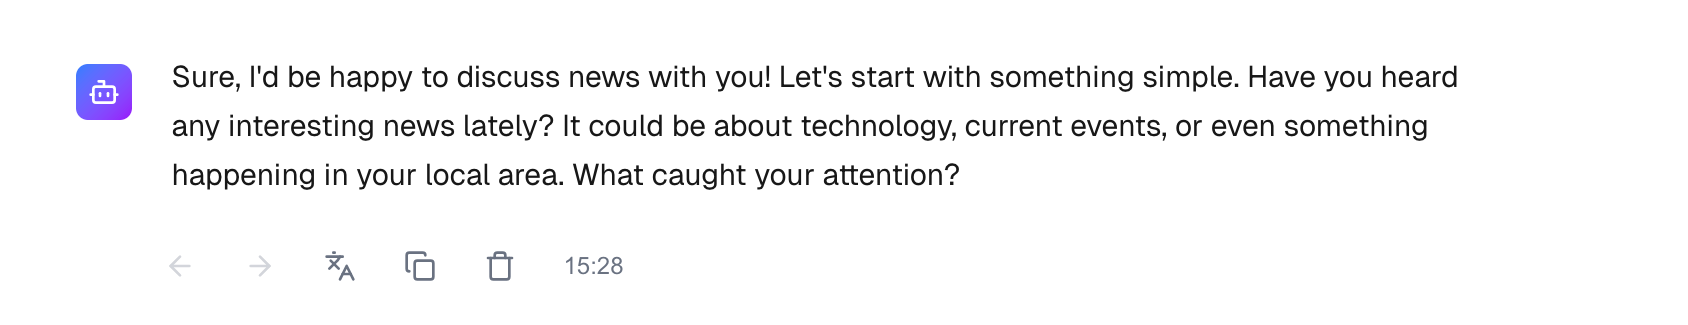 Sure, I'd be happy to discuss news with you! Let's start with something simple. Have you heard
any interesting news lately? It could be about technology, current events, or even something
happening in your local area. What caught your attention?
15:28